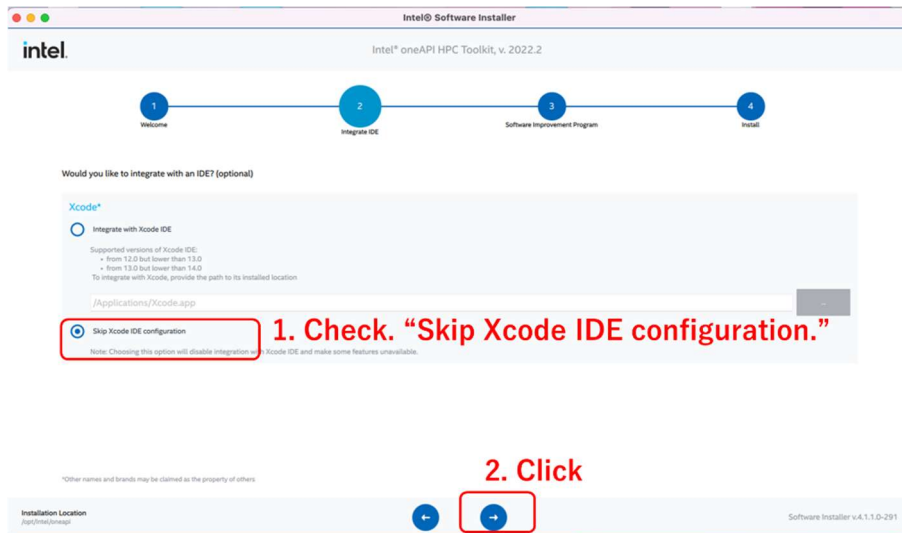 Intel® Software Installer
intel.
Intel® oneAPI HPC Toolkit, v. 2022.2
1
2
3
4
Welcome
Integrate IDE
Software Improvement Program
Install
Would you like to integrate with an IDE? (optional)
Xcode*
Integrate with Xcode IDE
Supported versions of Xcode IDE:
• from 12.0 but lower than 13.0
• from 13.0 but lower than 14.0
To integrate with Xcode, provide the path to its installed location
/Applications/Xcode.app
...
Skip Xcode IDE configuration
1. Check. “Skip Xcode IDE configuration.”
Note: Choosing this option will disable integration with Xcode IDE and make some features unavailable.
2. Click
*Other names and brands may be claimed as the property of others
Installation Location
/opt/intel/oneapi
Software Installer v.4.1.1.0-291